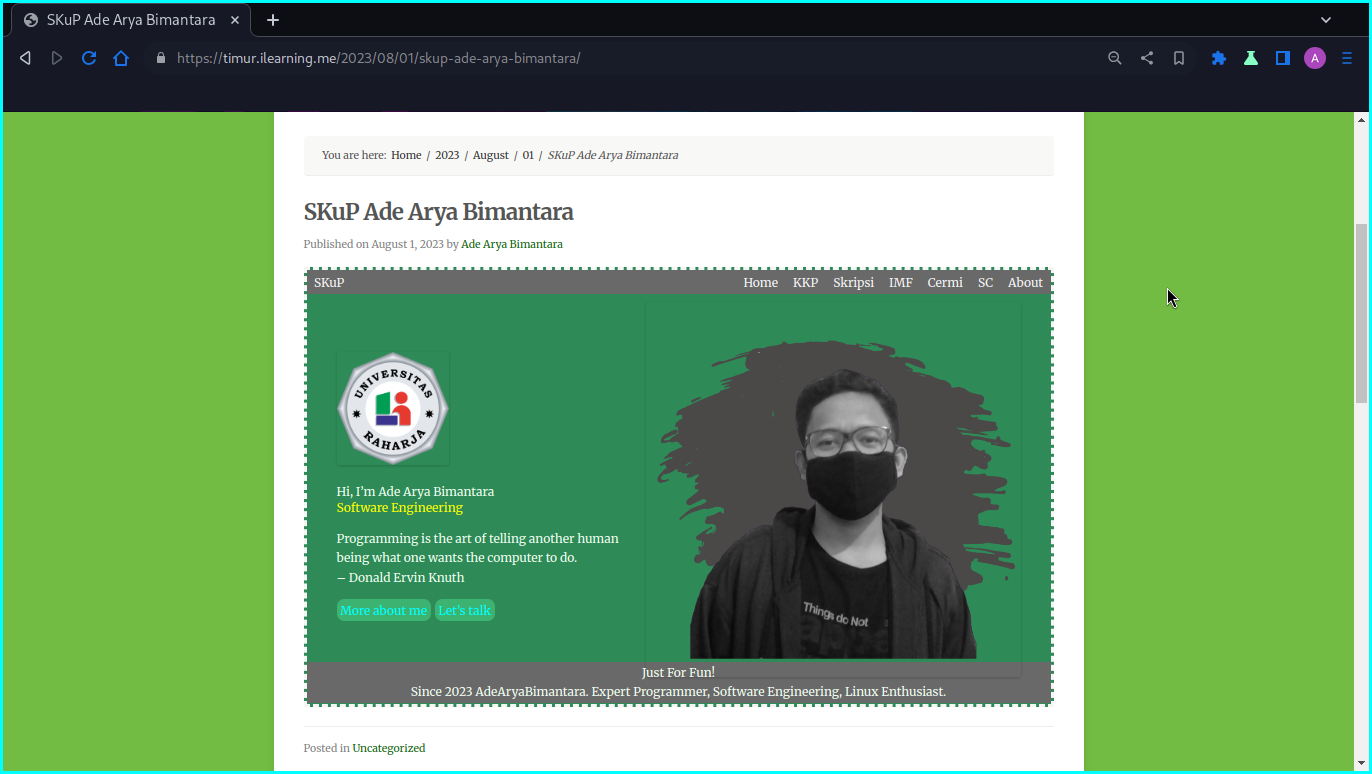 SKuP Ade Arya Bimantara
https://timur.ilearning.me/2023/08/01/skup-ade-arya-bimantara/
A
You are here: Home / 2023 / August / 01 / SKuP Ade Arya Bimantara
SKuP Ade Arya Bimantara
Published on August 1, 2023 by Ade Arya Bimantara
SKuP Home KKP Skripsi IMF Cermi SC About
UNIVERSITAS
RAHARJA
Hi, I'm Ade Arya Bimantara
Software Engineering
Programming is the art of telling another human
being what one wants the computer to do.
– Donald Ervin Knuth
More about me Let's talk
Things do Not
Just For Fun!
Since 2023 AdeAryaBimantara. Expert Programmer, Software Engineering, Linux Enthusiast.
Posted in Uncategorized